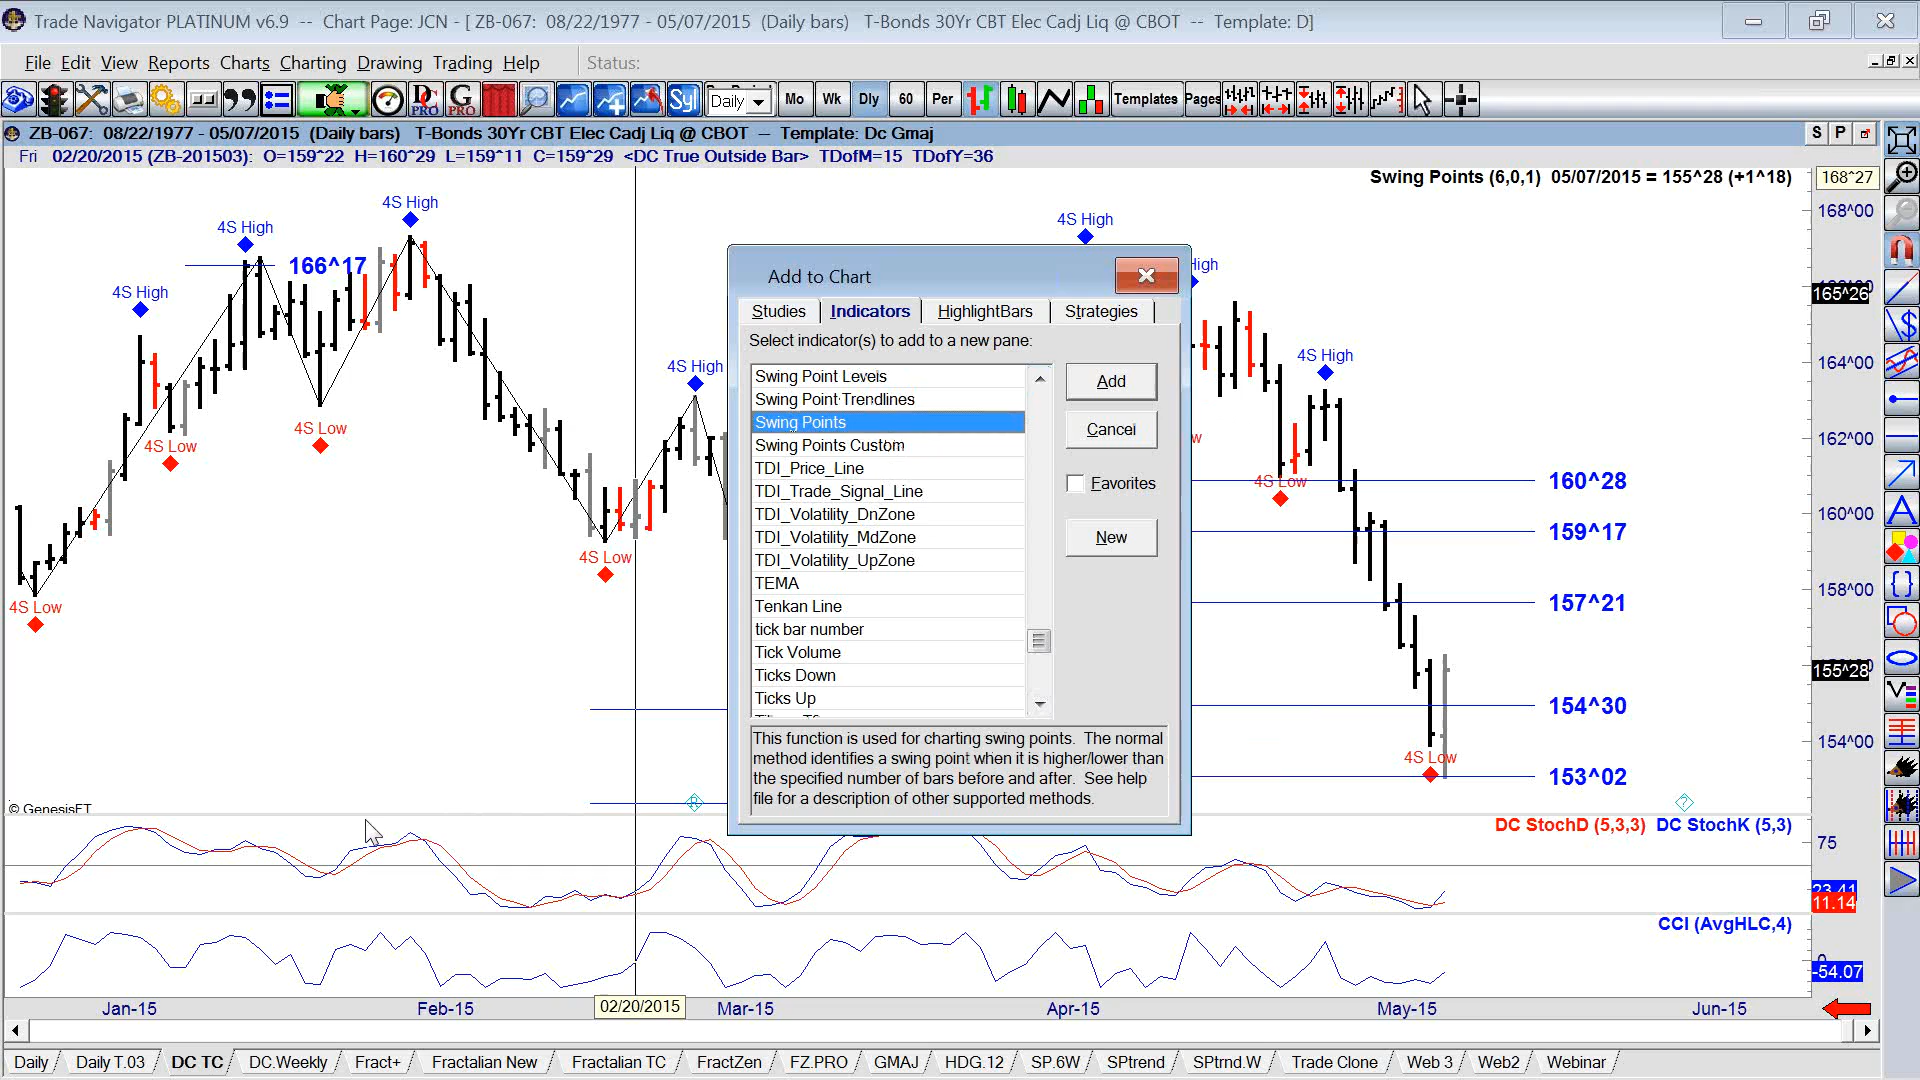 Trade Navigator PLATINUM v6.9 -- Chart Page: JCN - [ ZB-067: 08/22/1977 - 05/07/2015 (Daily bars) T-Bonds 30Yr CBT Elec Cadj Liq @ CBOT -- Template: D]
File Edit View Reports Charts Charting Drawing Trading Help Status:
DC PRO G PRO Syl Daily Mo Wk Dly 60 Per Templates Pages
ZB-067: 08/22/1977 - 05/07/2015 (Daily bars) T-Bonds 30Yr CBT Elec Cadj Liq @ CBOT -- Template: Dc Gmaj S P
Fri 02/20/2015 (ZB-201503): O=159^22 H=160^29 L=159^11 C=159^29 <DC True Outside Bar> TDofM=15 TDofY=36
Swing Points (6,0,1) 05/07/2015 = 155^28 (+1^18) 168^27
4S High
4S High
4S High
166^17
4S High
4S Low
4S Low
4S Low
4S High
4S Low
4S High
High
4S High
4S Low
4S Low
160^28
159^17
157^21
154^30
153^02
168^00
165^26
164^00
162^00
160^00
158^00
155^28
154^00
Add to Chart
Studies Indicators HighlightBars Strategies
Select indicator(s) to add to a new pane:
Swing Point Levels
Swing Point Trendlines
Swing Points
Swing Points Custom
TDI_Price_Line
TDI_Trade_Signal_Line
TDI_Volatility_DnZone
TDI_Volatility_MdZone
TDI_Volatility_UpZone
TEMA
Tenkan Line
tick bar number
Tick Volume
Ticks Down
Ticks Up
Add
Cancel
Favorites
New
This function is used for charting swing points. The normal
method identifies a swing point when it is higher/lower than
the specified number of bars before and after. See help
file for a description of other supported methods.
© GenesisFT
R
?
DC StochD (5,3,3) DC StochK (5,3)
75
23.41
11.14
CCI (AvgHLC,4)
-54.07
Jan-15 Feb-15 02/20/2015 Mar-15 Apr-15 May-15 Jun-15
Daily Daily T.03 DC TC DC.Weekly Fract+ Fractalian New Fractalian TC FractZen FZ.PRO GMAJ HDG.12 SP.6W SPtrend SPtrnd.W Trade Clone Web 3 Web2 Webinar